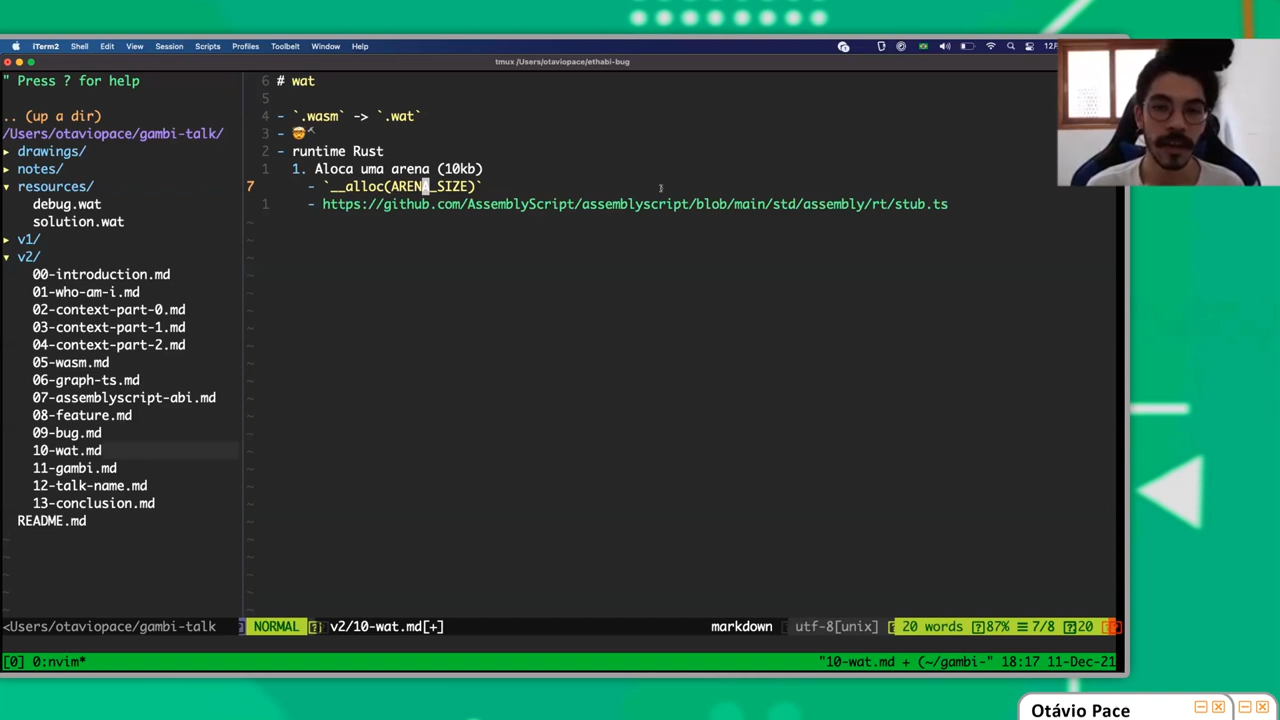 iTerm2 Shell Edit View Session Scripts Profiles Toolbelt Window Help
tmux /Users/otaviopace/ethabi-bug
" Press ? for help
.. (up a dir)
/Users/otaviopace/gambi-talk/
▸ drawings/
▸ notes/
▾ resources/
debug.wat
solution.wat
▸ v1/
▾ v2/
00-introduction.md
01-who-am-i.md
02-context-part-0.md
03-context-part-1.md
04-context-part-2.md
05-wasm.md
06-graph-ts.md
07-assemblyscript-abi.md
08-feature.md
09-bug.md
10-wat.md
11-gambi.md
12-talk-name.md
13-conclusion.md
README.md
6 # wat
5
4 - `.wasm` -> `.wat`
3 - 🤯
2 - runtime Rust
1 1. Aloca uma arena (10kb)
7 - `__alloc(ARENA_SIZE)`
1 - https://github.com/AssemblyScript/assemblyscript/blob/main/std/assembly/rt/stub.ts
<Users/otaviopace/gambi-talk NORMAL v2/10-wat.md[+] markdown utf-8[unix] 20 words 87% 7/8 20
[0] 0:nvim* "10-wat.md + (~/gambi-" 18:17 11-Dec-21
Otávio Pace